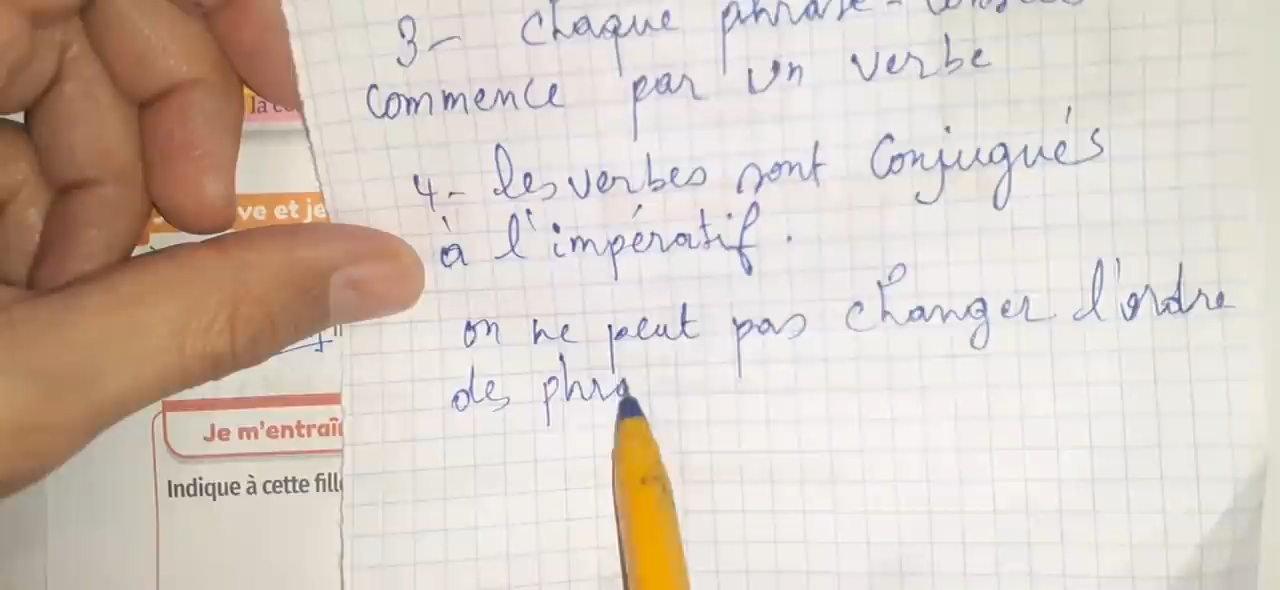 3- Chaque phrase -
commence par un verbe
4- les verbes sont Conjugués
à l'impératif.
on ne peut pas changer l'ordre
des phra
la c
ve et je
Je m'entraî
Indique à cette fill